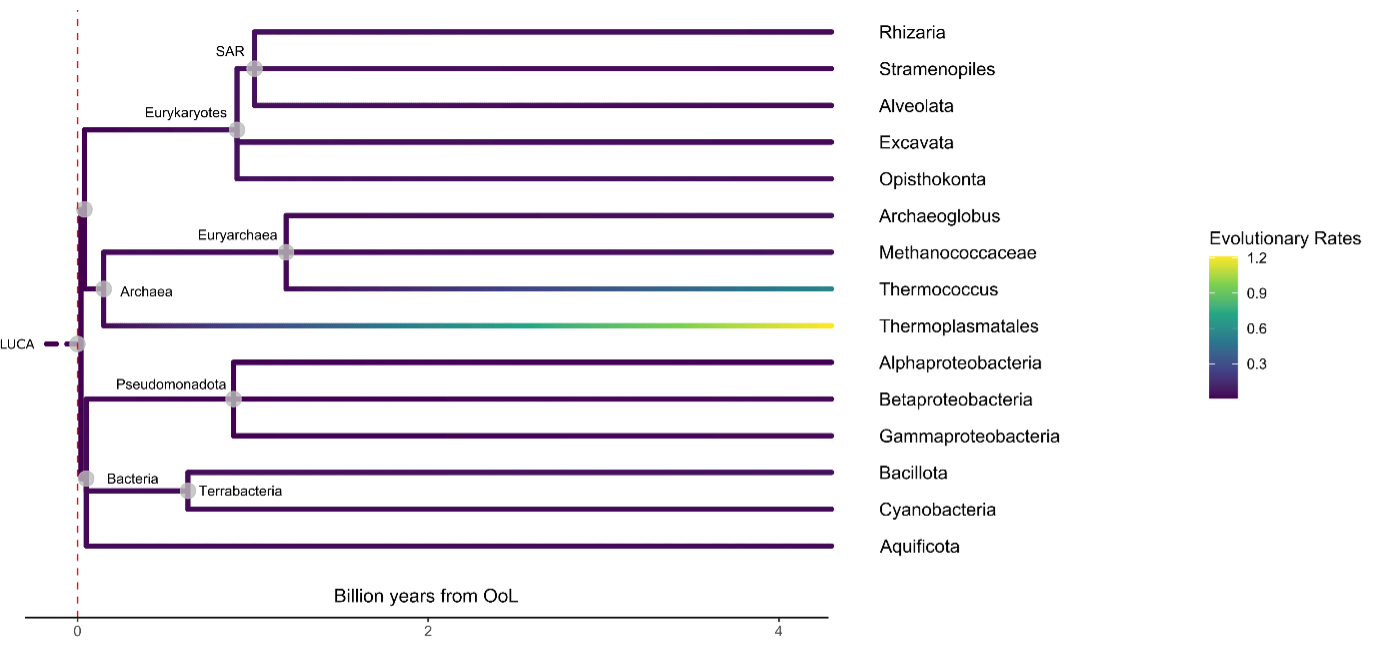 Rhizaria
SAR
Stramenopiles
Alveolata
Eurykaryotes
Excavata
Opisthokonta
Archaeoglobus
Euryarchaea
Methanococcaceae
Archaea
Thermococcus
Thermoplasmatales
LUCA
Alphaproteobacteria
Pseudomonadota
Betaproteobacteria
Gammaproteobacteria
Bacteria
Bacillota
Terrabacteria
Cyanobacteria
Aquificota
Evolutionary Rates
1.2
0.9
0.6
0.3
Billion years from OoL
0 2 4